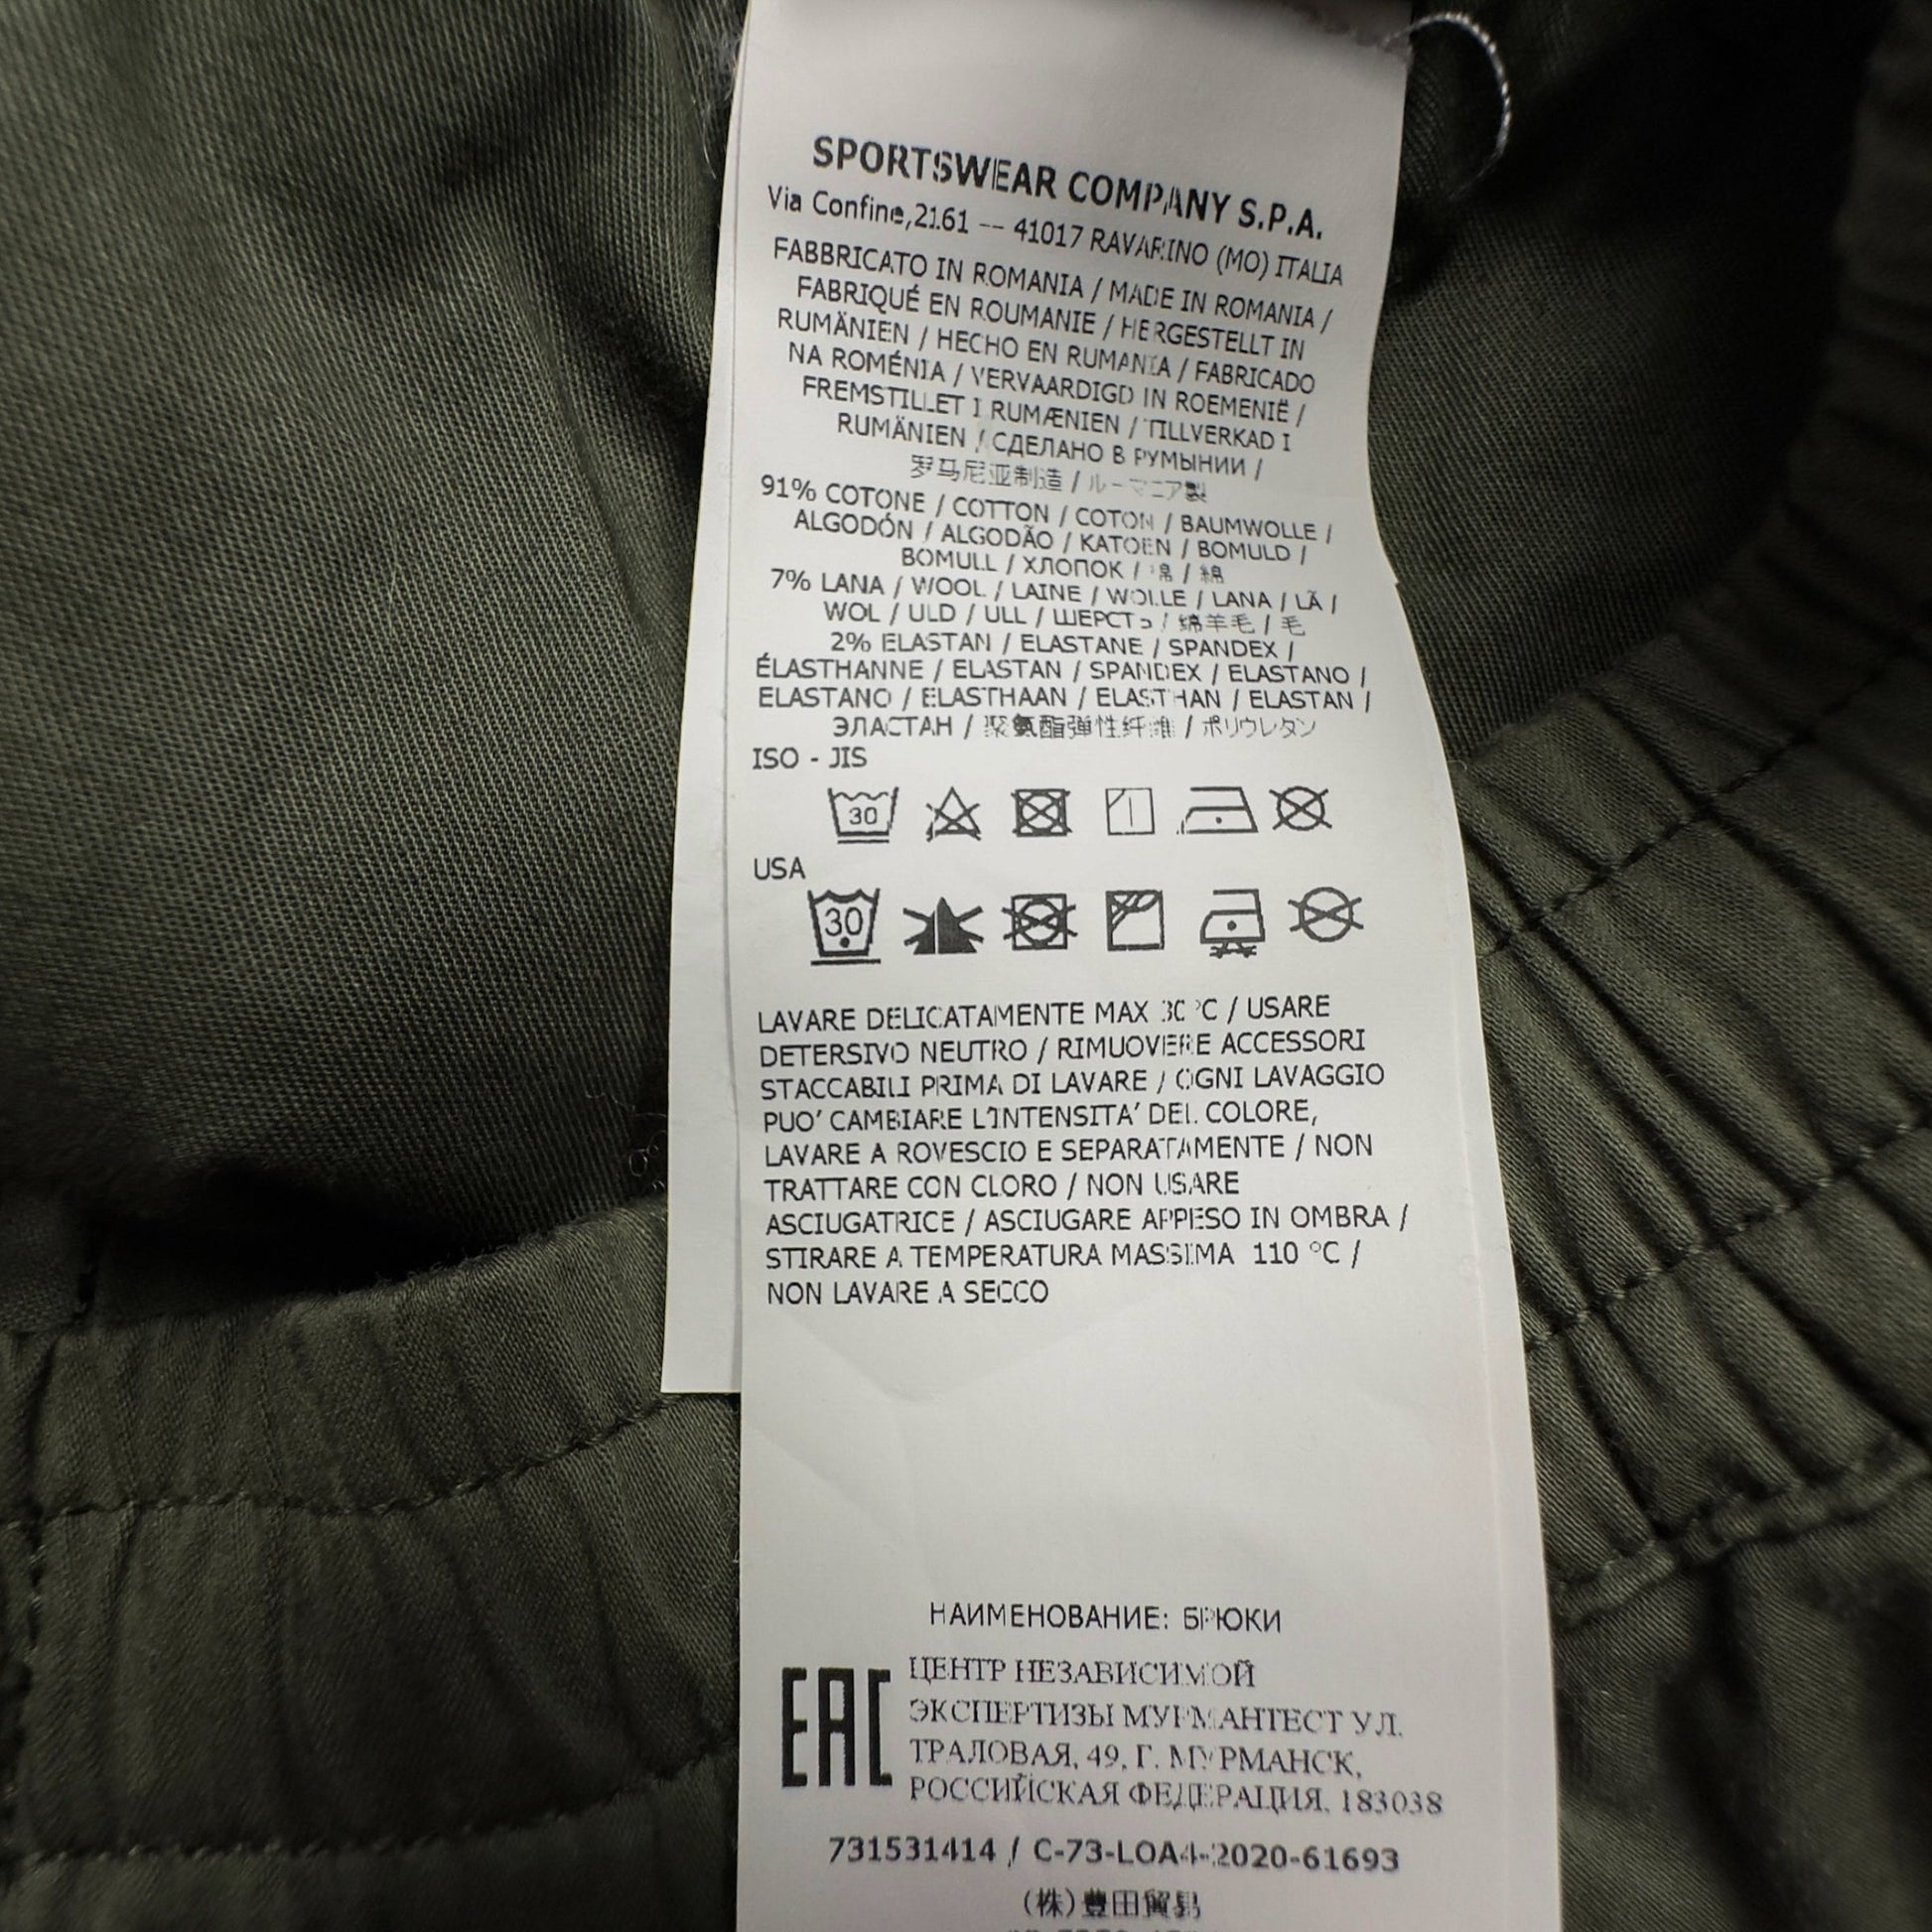 SPORTSWEAR COMPANY S.P.A.
Via Confine,2161 -- 41017 RAVARINO (MO) ITALIA
FABBRICATO IN ROMANIA / MADE IN ROMANIA /
FABRIQUÉ EN ROUMANIE / HERGESTELLT IN
RUMÄNIEN / HECHO EN RUMANIA / FABRICADO
NA ROMÉNIA / VERVAARDIGD IN ROEMENIË /
FREMSTILLET I RUMÆNIEN / TILLVERKAD I
RUMÄNIEN / СДЕЛАНО В РУМЫНИИ /
罗马尼亚制造 / ルーマニア製
91% COTONE / COTTON / COTON / BAUMWOLLE /
ALGODÓN / ALGODÃO / KATOEN / BOMULD /
BOMULL / ХЛОПОК / 棉 / 綿
7% LANA / WOOL / LAINE / WOLLE / LANA / LÃ /
WOL / ULD / ULL / ШЕРСТЬ / 绵羊毛 / 毛
2% ELASTAN / ELASTANE / SPANDEX /
ÉLASTHANNE / ELASTAN / SPANDEX / ELASTANO /
ELASTANO / ELASTHAAN / ELASTHAN / ELASTAN /
ЭЛАСТАН / 聚氨酯弹性纤维 / ポリウレタン
ISO - JIS
30
USA
30
LAVARE DELICATAMENTE MAX 30 °C / USARE
DETERSIVO NEUTRO / RIMUOVERE ACCESSORI
STACCABILI PRIMA DI LAVARE / OGNI LAVAGGIO
PUO' CAMBIARE L'INTENSITA' DEL COLORE,
LAVARE A ROVESCIO E SEPARATAMENTE / NON
TRATTARE CON CLORO / NON USARE
ASCIUGATRICE / ASCIUGARE APPESO IN OMBRA /
STIRARE A TEMPERATURA MASSIMA 110 °C /
NON LAVARE A SECCO
НАИМЕНОВАНИЕ: БРЮКИ
EAC
ЦЕНТР НЕЗАВИСИМОЙ
ЭКСПЕРТИЗЫ МУРМАНТЕСТ УЛ.
ТРАЛОВАЯ, 49, Г. МУРМАНСК,
РОССИЙСКАЯ ФЕДЕРАЦИЯ, 183038
731531414 / C-73-LOA4-2020-61693
(株)豊田貿易